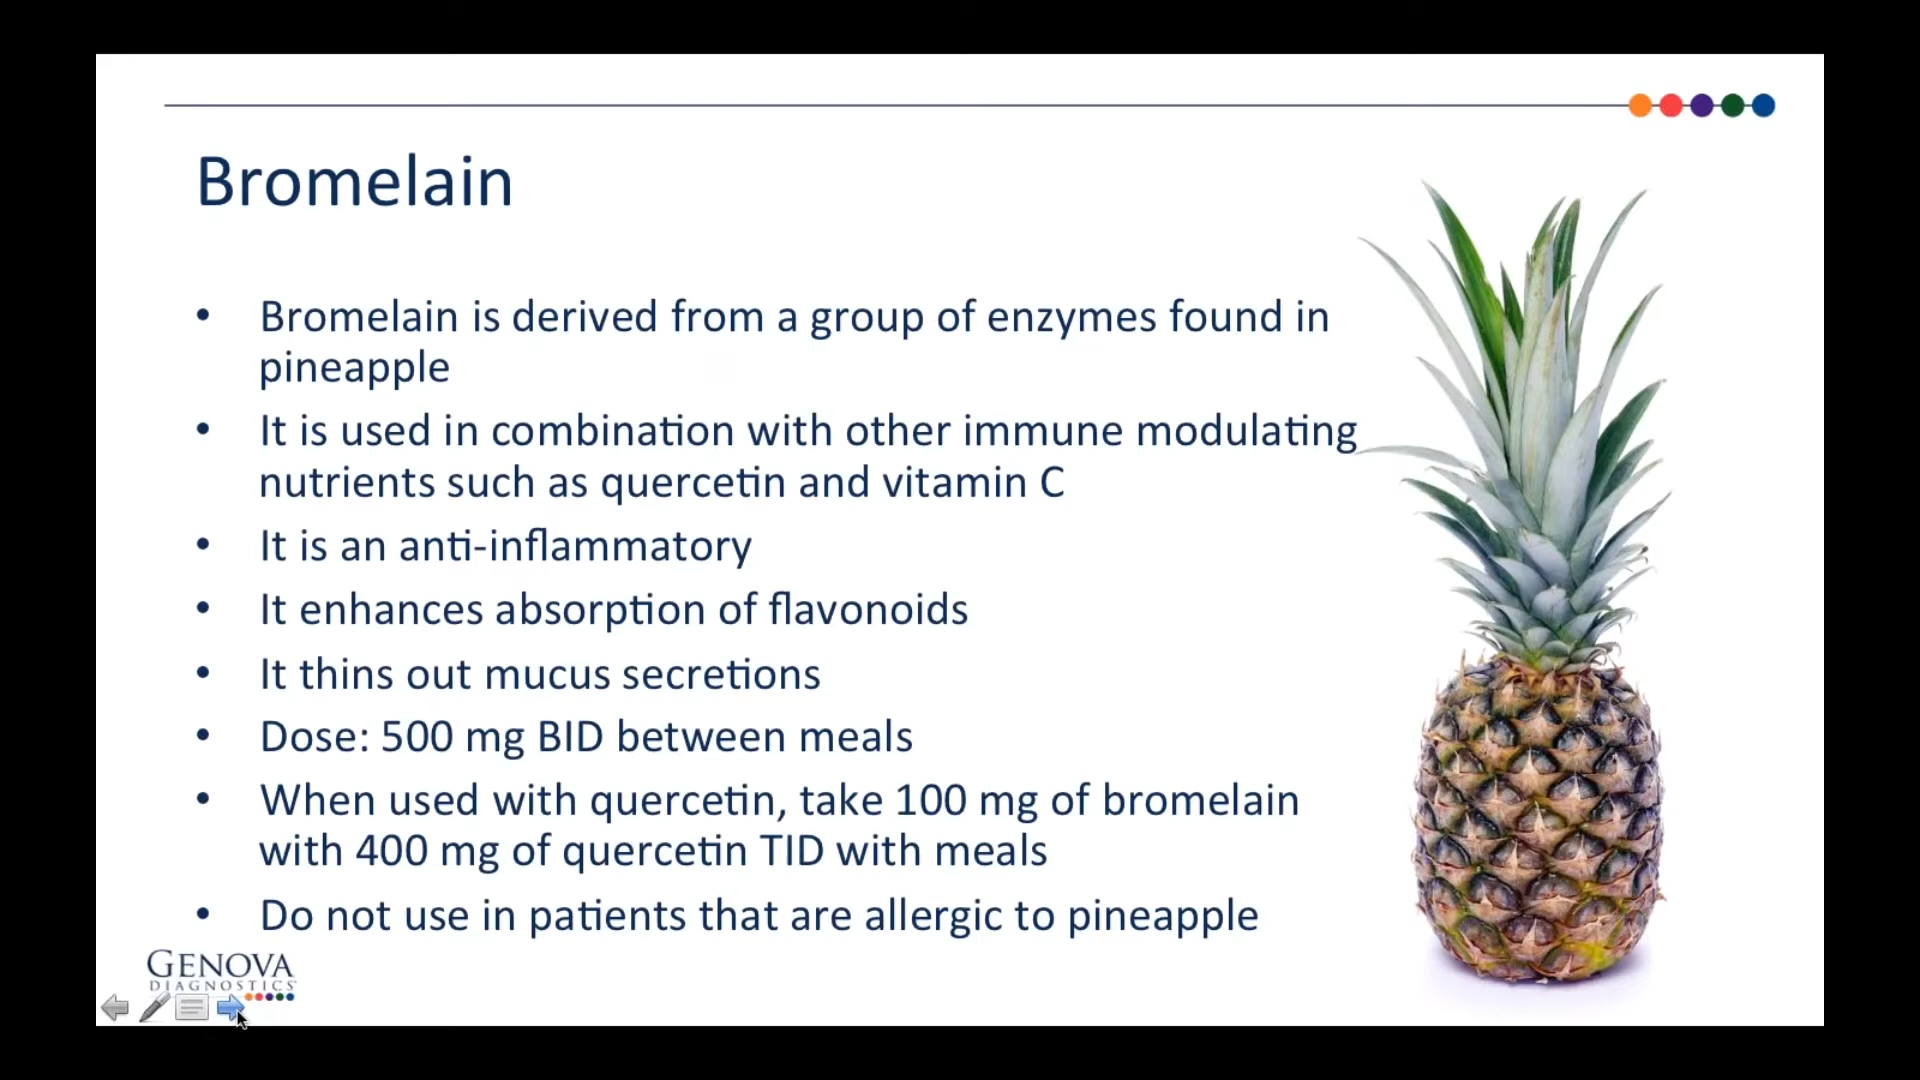 Bromelain
• Bromelain is derived from a group of enzymes found in
pineapple
• It is used in combination with other immune modulating
nutrients such as quercetin and vitamin C
• It is an anti-inflammatory
• It enhances absorption of flavonoids
• It thins out mucus secretions
• Dose: 500 mg BID between meals
• When used with quercetin, take 100 mg of bromelain
with 400 mg of quercetin TID with meals
• Do not use in patients that are allergic to pineapple
GENOVA
DIAGNOSTICS